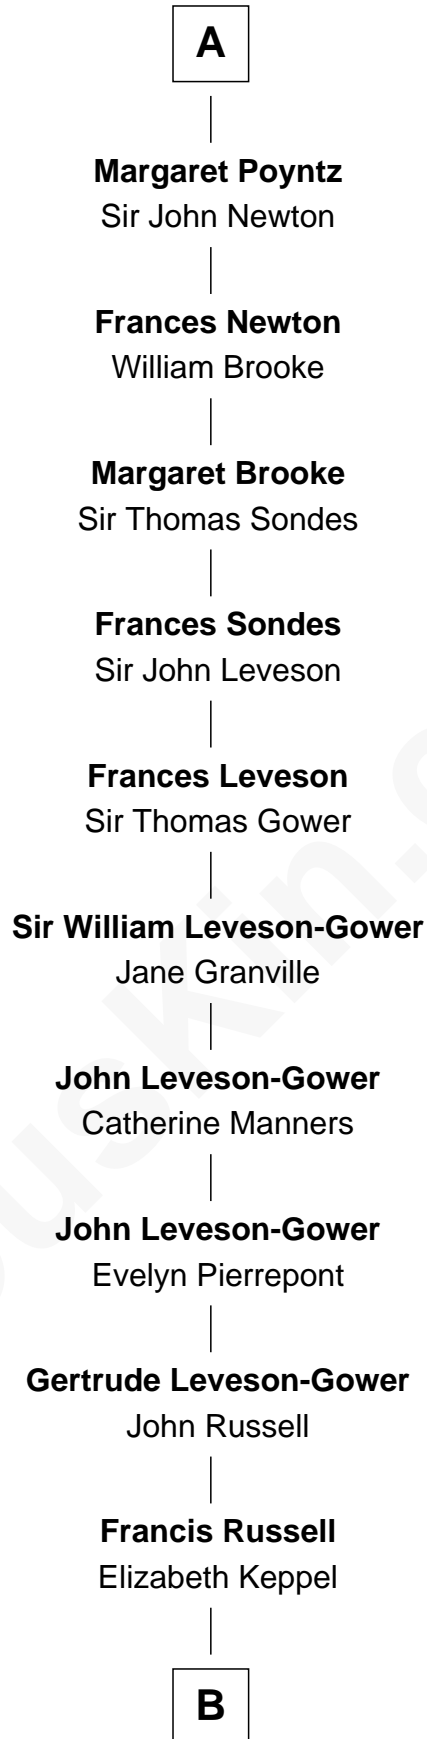 A
Margaret Poyntz
Sir John Newton
Frances Newton
William Brooke
Margaret Brooke
Sir Thomas Sondes
Frances Sondes
Sir John Leveson
Frances Leveson
Sir Thomas Gower
Sir William Leveson-Gower
Jane Granville
John Leveson-Gower
Catherine Manners
John Leveson-Gower
Evelyn Pierrepont
Gertrude Leveson-Gower
John Russell
Francis Russell
Elizabeth Keppel
B